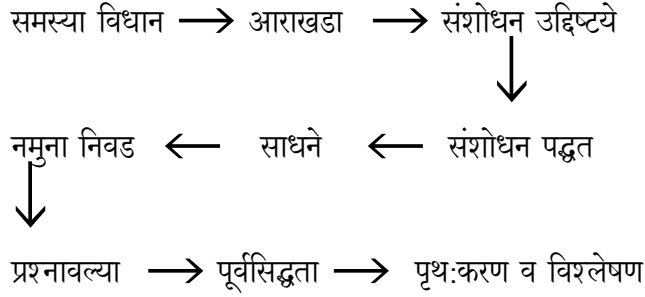 समस्या विधान → आराखडा → संशोधन उद्दिष्टये
नमुना निवड ← साधने ← संशोधन पद्धत
प्रश्नावल्या → पूर्वसिद्धता → पृथ:करण व विश्लेषण